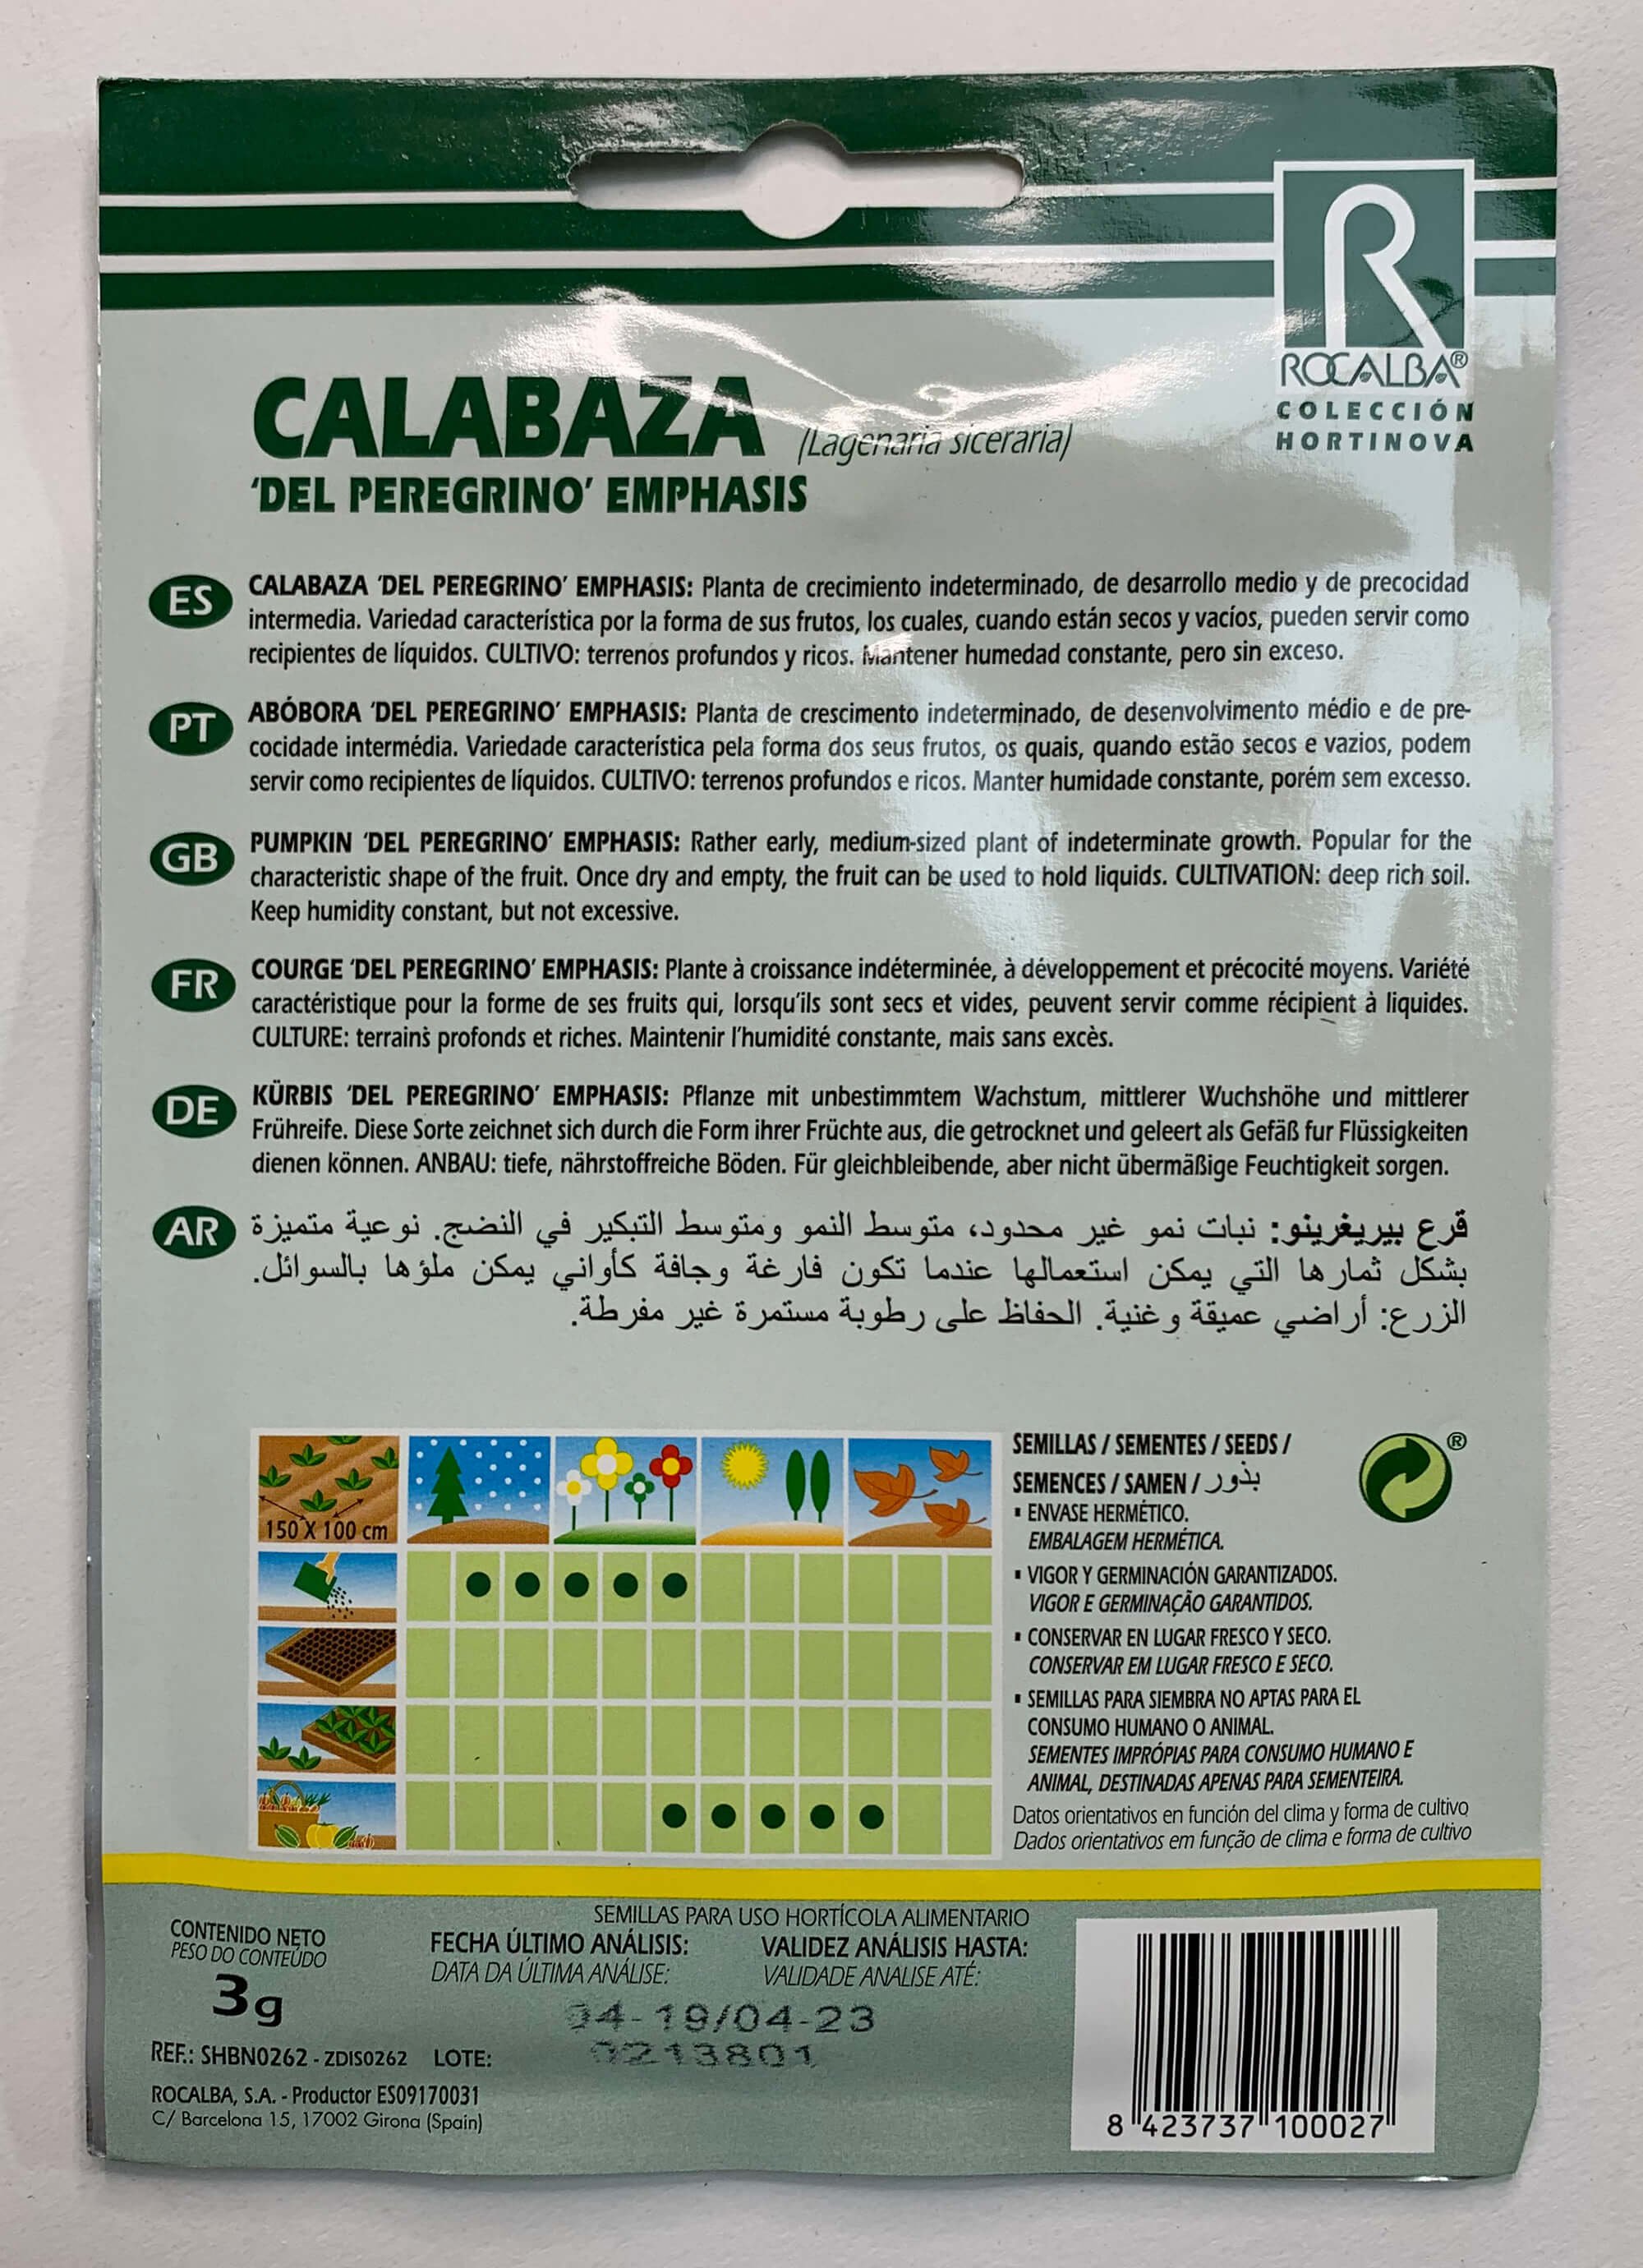 R
ROCALBA®
COLECCIÓN
HORTINOVA
CALABAZA (Lagenaria siceraria)
'DEL PEREGRINO' EMPHASIS
ES
CALABAZA 'DEL PEREGRINO' EMPHASIS: Planta de crecimiento indeterminado, de desarrollo medio y de precocidad
intermedia. Variedad característica por la forma de sus frutos, los cuales, cuando están secos y vacíos, pueden servir como
recipientes de líquidos. CULTIVO: terrenos profundos y ricos. Mantener humedad constante, pero sin exceso.
PT
ABÓBORA 'DEL PEREGRINO' EMPHASIS: Planta de crescimento indeterminado, de desenvolvimento médio e de pre-
cocidade intermédia. Variedade característica pela forma dos seus frutos, os quais, quando estão secos e vazios, podem
servir como recipientes de líquidos. CULTIVO: terrenos profundos e ricos. Manter humidade constante, porém sem excesso.
GB
PUMPKIN 'DEL PEREGRINO' EMPHASIS: Rather early, medium-sized plant of indeterminate growth. Popular for the
characteristic shape of the fruit. Once dry and empty, the fruit can be used to hold liquids. CULTIVATION: deep rich soil.
Keep humidity constant, but not excessive.
FR
COURGE 'DEL PEREGRINO' EMPHASIS: Plante à croissance indéterminée, à développement et précocité moyens. Variété
caractéristique pour la forme de ses fruits qui, lorsqu'ils sont secs et vides, peuvent servir comme récipient à liquides.
CULTURE: terrains profonds et riches. Maintenir l'humidité constante, mais sans excès.
DE
KÜRBIS 'DEL PEREGRINO' EMPHASIS: Pflanze mit unbestimmtem Wachstum, mittlerer Wuchshöhe und mittlerer
Frühreife. Diese Sorte zeichnet sich durch die Form ihrer Früchte aus, die getrocknet und geleert als Gefäß fur Flüssigkeiten
dienen können. ANBAU: tiefe, nährstoffreiche Böden. Für gleichbleibende, aber nicht übermäßige Feuchtigkeit sorgen.
AR
قرع بيريغرينو: نبات نمو غير محدود، متوسط النمو ومتوسط التبكير في النضج. نوعية متميزة
بشكل ثمارها التي يمكن استعمالها عندما تكون فارغة وجافة كأواني يمكن ملؤها بالسوائل.
الزرع: أراضي عميقة وغنية. الحفاظ على رطوبة مستمرة غير مفرطة.
150 X 100 cm
SEMILLAS / SEMENTES / SEEDS /
SEMENCES / SAMEN / بذور
®
▪ ENVASE HERMÉTICO.
EMBALAGEM HERMÉTICA.
▪ VIGOR Y GERMINACIÓN GARANTIZADOS.
VIGOR E GERMINAÇÃO GARANTIDOS.
▪ CONSERVAR EN LUGAR FRESCO Y SECO.
CONSERVAR EM LUGAR FRESCO E SECO.
▪ SEMILLAS PARA SIEMBRA NO APTAS PARA EL
CONSUMO HUMANO O ANIMAL.
SEMENTES IMPRÓPIAS PARA CONSUMO HUMANO E
ANIMAL, DESTINADAS APENAS PARA SEMENTEIRA.
Datos orientativos en función del clima y forma de cultivo
Dados orientativos em função de clima e forma de cultivo
SEMILLAS PARA USO HORTÍCOLA ALIMENTARIO
CONTENIDO NETO
PESO DO CONTEÚDO
3g
FECHA ÚLTIMO ANÁLISIS:
DATA DA ÚLTIMA ANÁLISE:
VALIDEZ ANÁLISIS HASTA:
VALIDADE ANALISE ATÉ:
04-19/04-23
REF.: SHBN0262 - ZDIS0262 LOTE:
0213801
ROCALBA, S.A. - Productor ES09170031
C/ Barcelona 15, 17002 Girona (Spain)
8 423737 100027